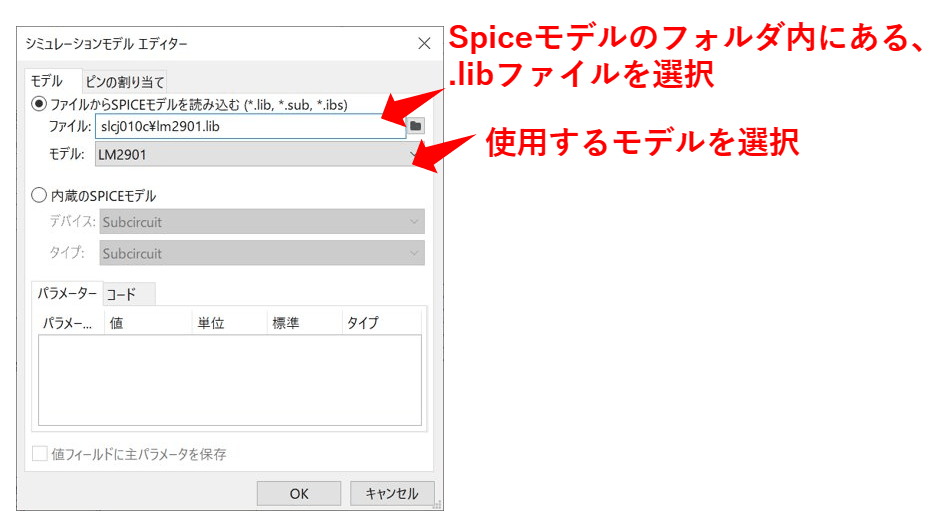 シミュレーションモデル エディター
Spiceモデルのフォルダ内にある、
.libファイルを選択
モデル ピンの割り当て
ファイルからSPICEモデルを読み込む (*.lib, *.sub, *.ibs)
ファイル: slcj010c¥lm2901.lib
使用するモデルを選択
モデル: LM2901
内蔵のSPICEモデル
デバイス: Subcircuit
タイプ: Subcircuit
パラメーター コード
パラメー... 値 単位 標準 タイプ
値フィールドに主パラメータを保存
OK キャンセル